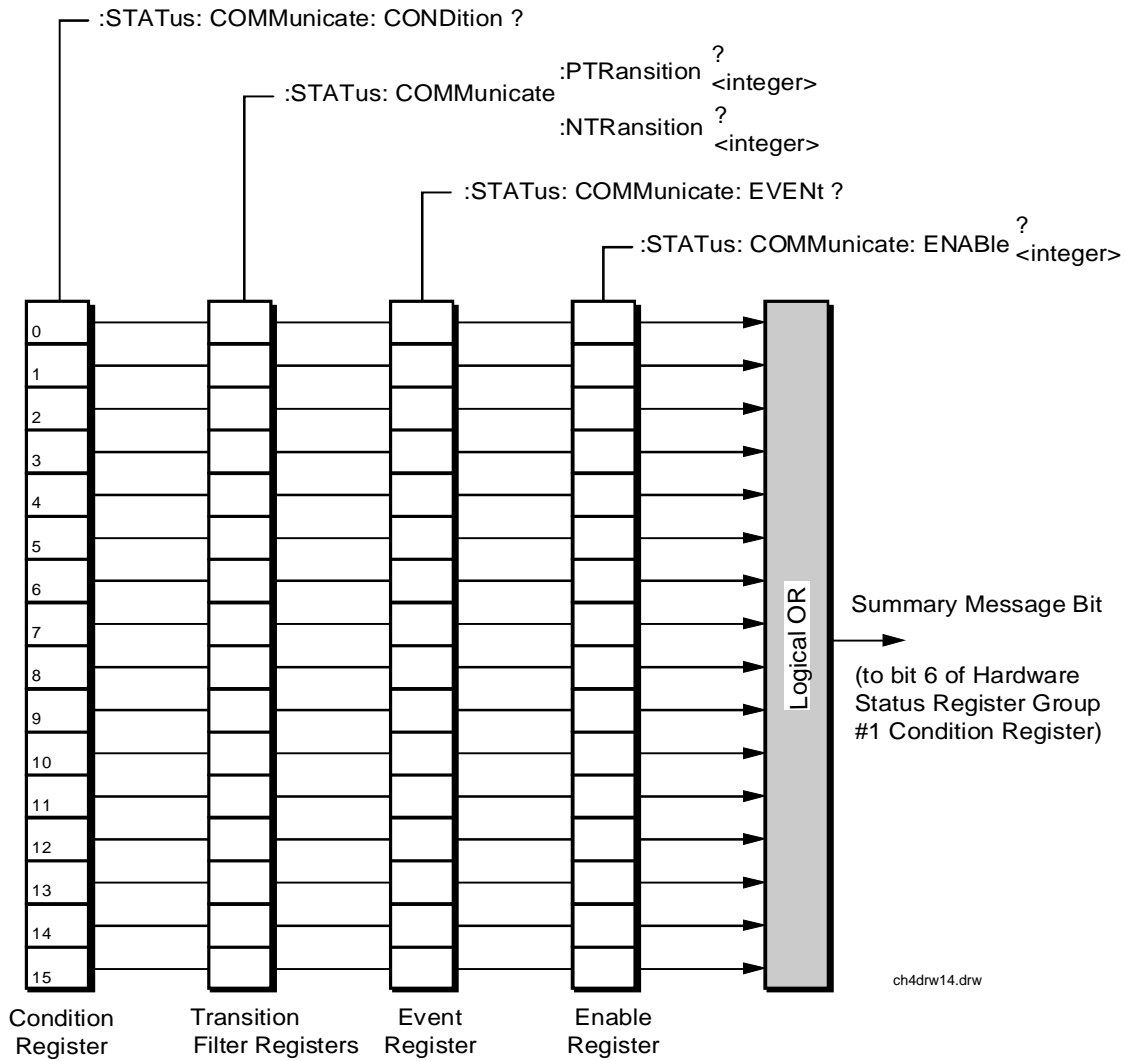 :STATus: COMMunicate: CONDition ?
:STATus: COMMunicate
:PTRansition ?
<integer>
:NTRansition ?
<integer>
:STATus: COMMunicate: EVENt ?
:STATus: COMMunicate: ENABle ?
<integer>
0
1
2
3
4
5
6
7
8
9
10
11
12
13
14
15
Logical OR
Summary Message Bit
(to bit 6 of Hardware
Status Register Group
#1 Condition Register)
ch4drw14.drw
Condition
Register
Transition
Filter Registers
Event
Register
Enable
Register